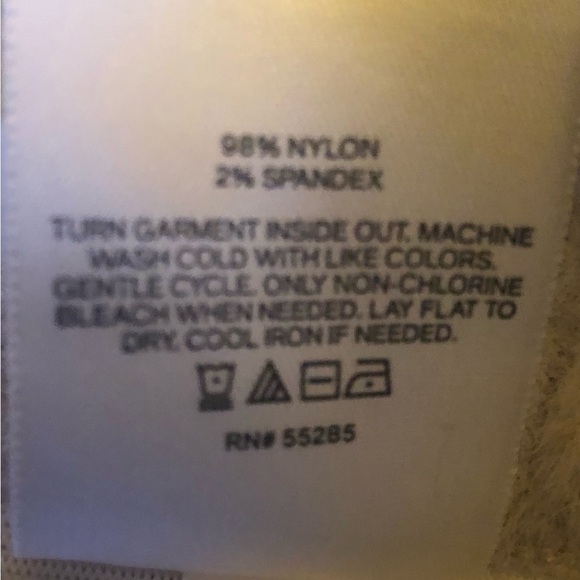 98% NYLON
2% SPANDEX
TURN GARMENT INSIDE OUT. MACHINE
WASH COLD WITH LIKE COLORS.
GENTLE CYCLE. ONLY NON-CHLORINE
BLEACH WHEN NEEDED. LAY FLAT TO
DRY. COOL IRON IF NEEDED.
RN# 55285